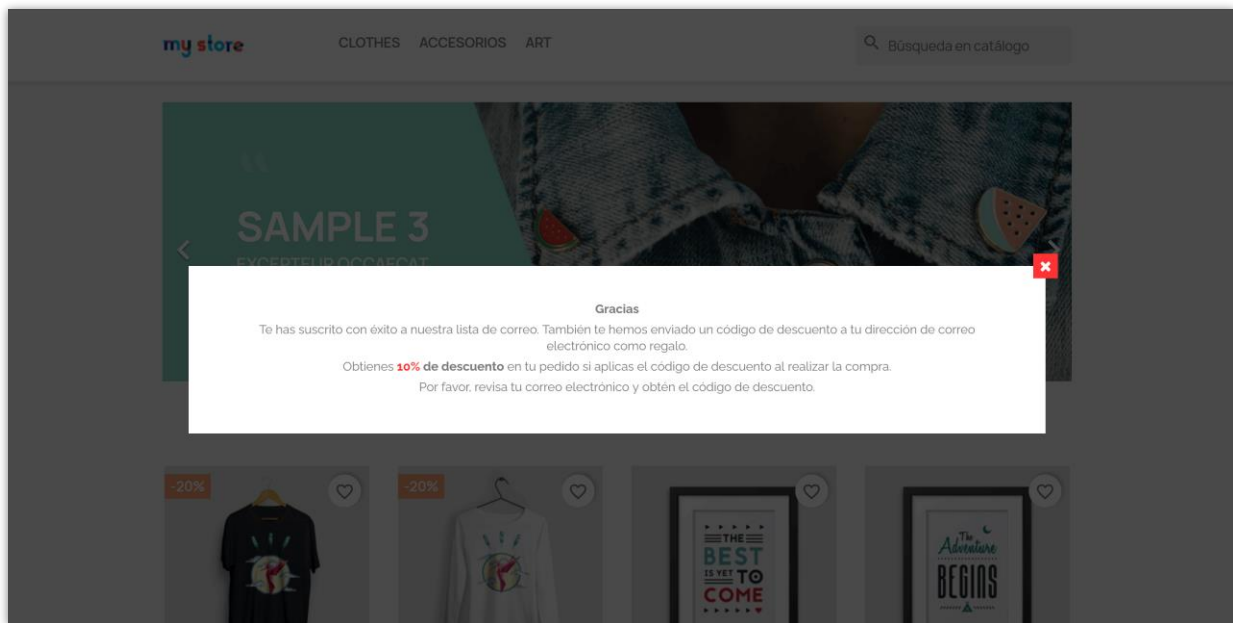 my store
CLOTHES ACCESORIOS ART
Búsqueda en catálogo
SAMPLE 3
EXCEPTEUR OCCAECAT
Gracias
Te has suscrito con éxito a nuestra lista de correo. También te hemos enviado un código de descuento a tu dirección de correo
electrónico como regalo.
Obtienes 10% de descuento en tu pedido si aplicas el código de descuento al realizar la compra.
Por favor, revisa tu correo electrónico y obtén el código de descuento.
-20%
-20%
THE
BEST
IS YET TO
COME
The
Adventure
BEGINS